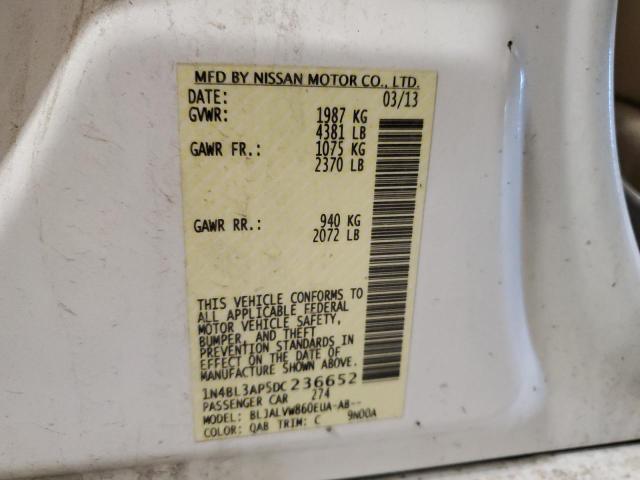 MFD BY NISSAN MOTOR CO., LTD.
DATE: 03/13
GVWR: 1987 KG
4381 LB
GAWR FR.: 1075 KG
2370 LB
GAWR RR.: 940 KG
2072 LB
THIS VEHICLE CONFORMS TO
ALL APPLICABLE FEDERAL
MOTOR VEHICLE SAFETY,
BUMPER, AND THEFT
PREVENTION STANDARDS IN
EFFECT ON THE DATE OF
MANUFACTURE SHOWN ABOVE.
1N4BL3AP5DC236652
PASSENGER CAR 274
MODEL: BLJALVW860EUA-AB--
COLOR: QAB TRIM: C 9N00A